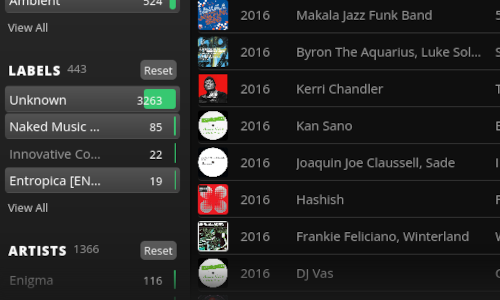 Ambient 524
View All
LABELS 443 Reset
Unknown 3263
Naked Music ... 85
Innovative Co... 22
Entropica [EN... 19
View All
ARTISTS 1366 Reset
Enigma 116
2016 Makala Jazz Funk Band
2016 Byron The Aquarius, Luke Sol...
2016 Kerri Chandler
2016 Kan Sano
2016 Joaquin Joe Claussell, Sade
2016 Hashish
2016 Frankie Feliciano, Winterland
2016 DJ Vas